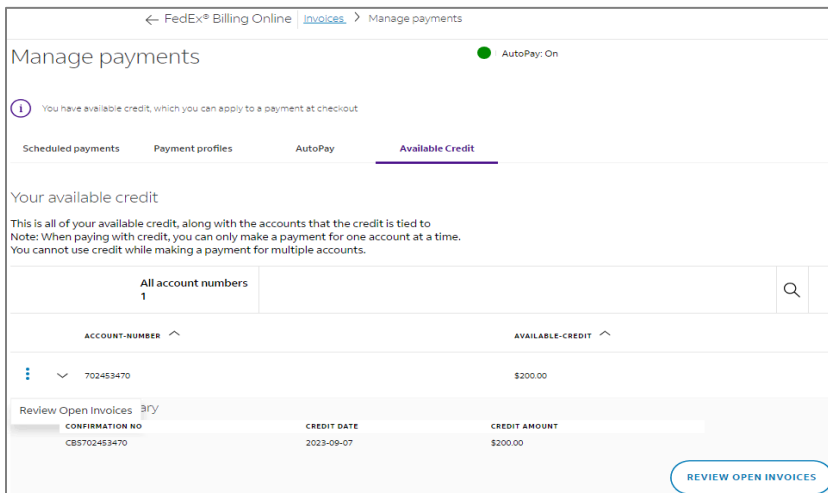 ← FedEx® Billing Online Invoices > Manage payments
Manage payments
AutoPay: On
i You have available credit, which you can apply to a payment at checkout
Scheduled payments Payment profiles AutoPay Available Credit
Your available credit
This is all of your available credit, along with the accounts that the credit is tied to
Note: When paying with credit, you can only make a payment for one account at a time.
You cannot use credit while making a payment for multiple accounts.
All account numbers
1
ACCOUNT-NUMBER AVAILABLE-CREDIT
702453470 $200.00
Review Open Invoices
CONFIRMATION NO CREDIT DATE CREDIT AMOUNT
CBS702453470 2023-09-07 $200.00
REVIEW OPEN INVOICES